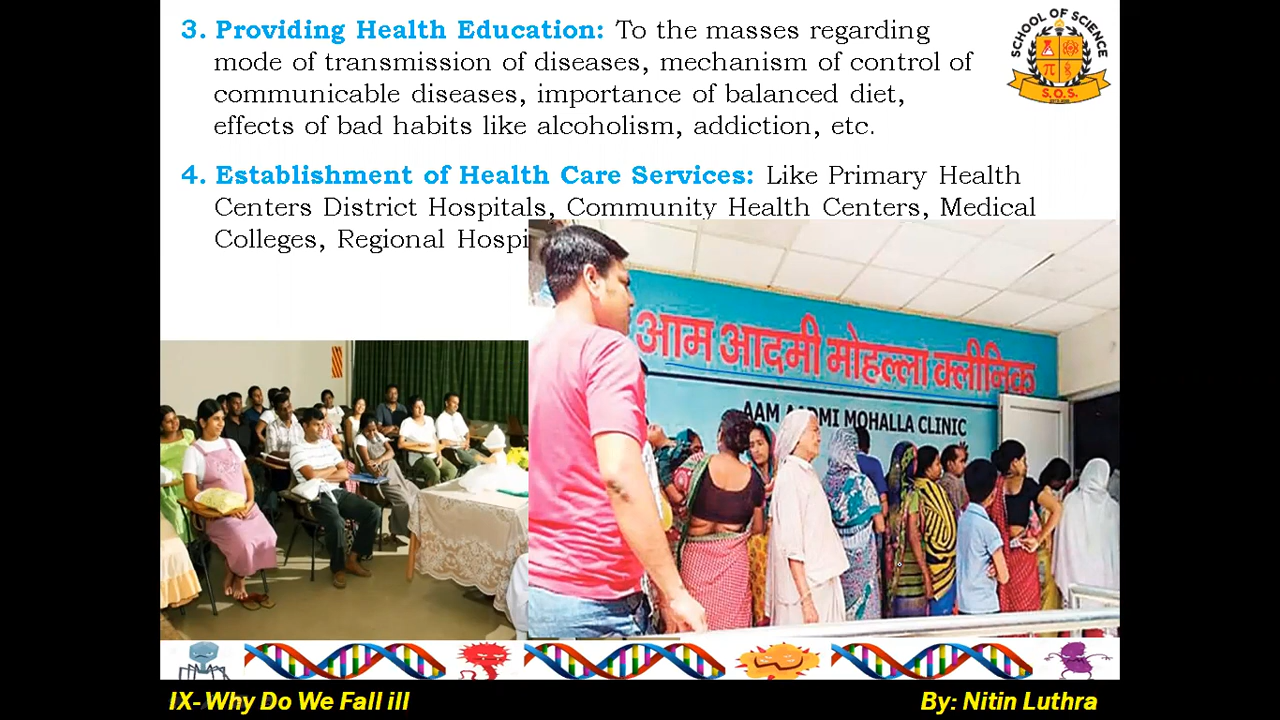 3. Providing Health Education: To the masses regarding
mode of transmission of diseases, mechanism of control of
communicable diseases, importance of balanced diet,
effects of bad habits like alcoholism, addiction, etc.
SCHOOL OF SCIENCE
S.O.S.
4. Establishment of Health Care Services: Like Primary Health
Centers District Hospitals, Community Health Centers, Medical
Colleges, Regional Hospi
आम आदमी मोहल्ला क्लीनिक
AAM AADMI MOHALLA CLINIC
IX-Why Do We Fall ill
By: Nitin Luthra